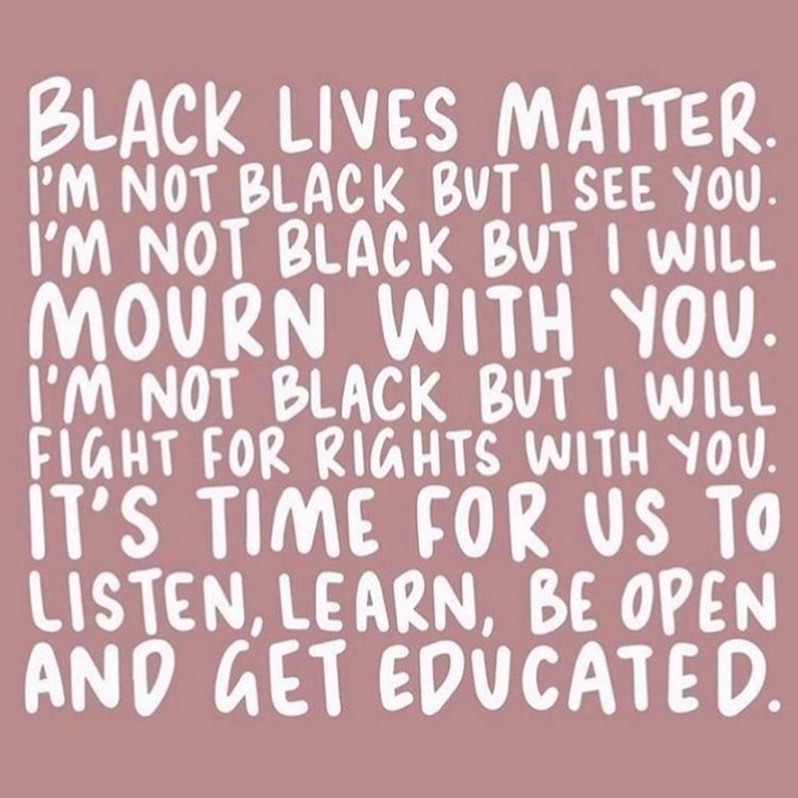 BLACK LIVES MATTER.
I'M NOT BLACK BUT I SEE YOU.
I'M NOT BLACK BUT I WILL
MOURN WITH YOU.
I'M NOT BLACK BUT I WILL
FIGHT FOR RIGHTS WITH YOU.
IT'S TIME FOR US TO
LISTEN, LEARN, BE OPEN
AND GET EDUCATED.